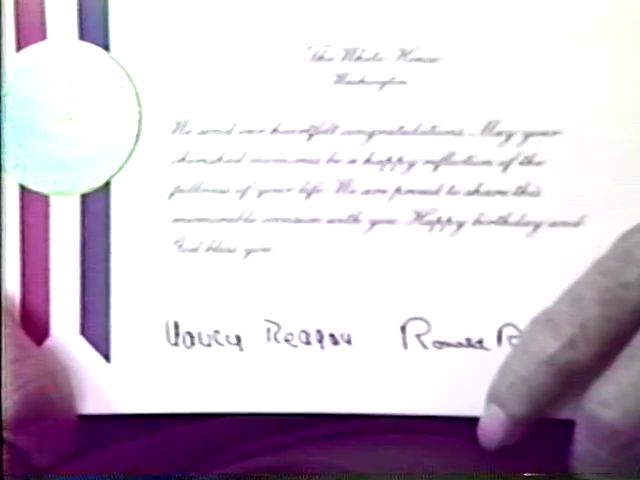 The White House
Washington
We send our heartfelt congratulations. May your
cherished memories be a happy reflection of the
fullness of your life. We are proud to share this
memorable occasion with you. Happy birthday and
God bless you
Nancy Reagan Ronald R